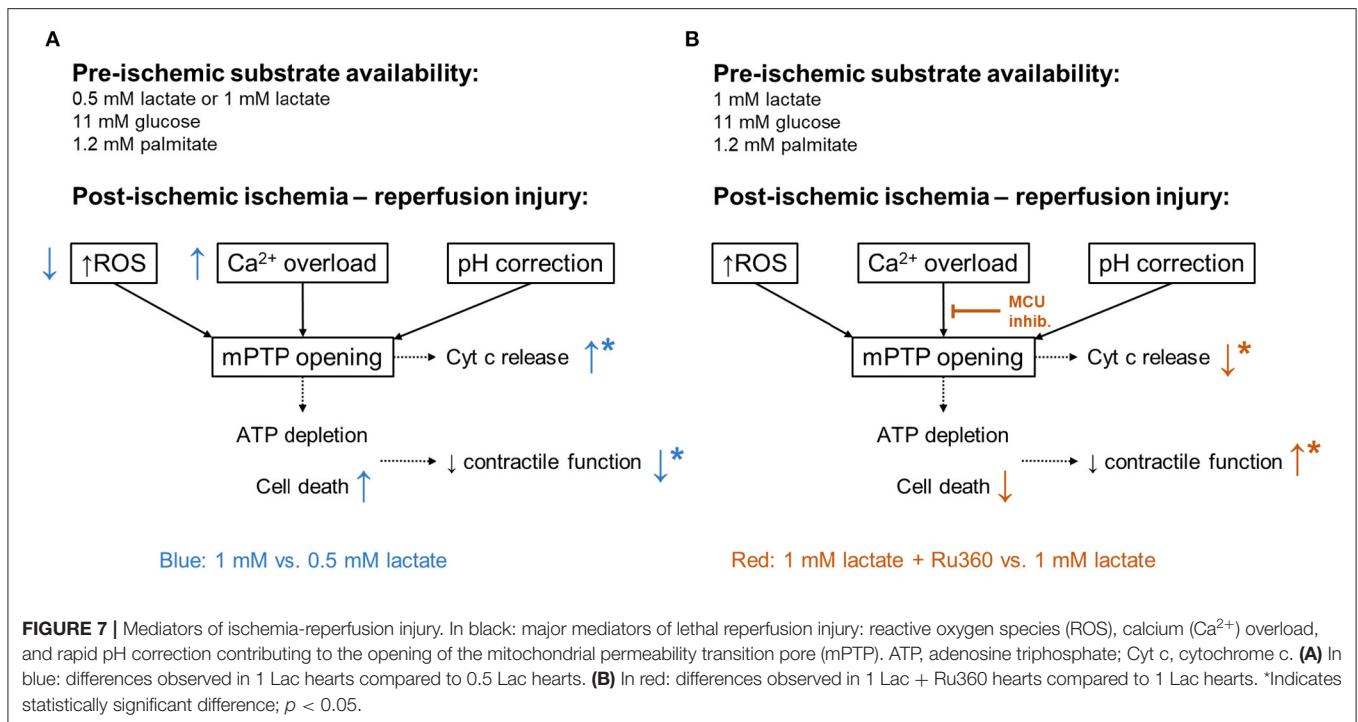 A
Pre-ischemic substrate availability:
0.5 mM lactate or 1 mM lactate
11 mM glucose
1.2 mM palmitate
Post-ischemic ischemia – reperfusion injury:
↓ ↑ROS ↑ Ca²⁺ overload pH correction
mPTP opening Cyt c release ↑*
ATP depletion
↓ contractile function ↓*
Cell death ↑
Blue: 1 mM vs. 0.5 mM lactate
B
Pre-ischemic substrate availability:
1 mM lactate
11 mM glucose
1.2 mM palmitate
Post-ischemic ischemia – reperfusion injury:
↑ROS Ca²⁺ overload pH correction
MCU
inhib.
mPTP opening Cyt c release ↓*
ATP depletion
↓ contractile function ↑*
Cell death ↓
Red: 1 mM lactate + Ru360 vs. 1 mM lactate
FIGURE 7 | Mediators of ischemia-reperfusion injury. In black: major mediators of lethal reperfusion injury: reactive oxygen species (ROS), calcium (Ca²⁺) overload,
and rapid pH correction contributing to the opening of the mitochondrial permeability transition pore (mPTP). ATP, adenosine triphosphate; Cyt c, cytochrome c. (A) In
blue: differences observed in 1 Lac hearts compared to 0.5 Lac hearts. (B) In red: differences observed in 1 Lac + Ru360 hearts compared to 1 Lac hearts. *Indicates
statistically significant difference; p < 0.05.